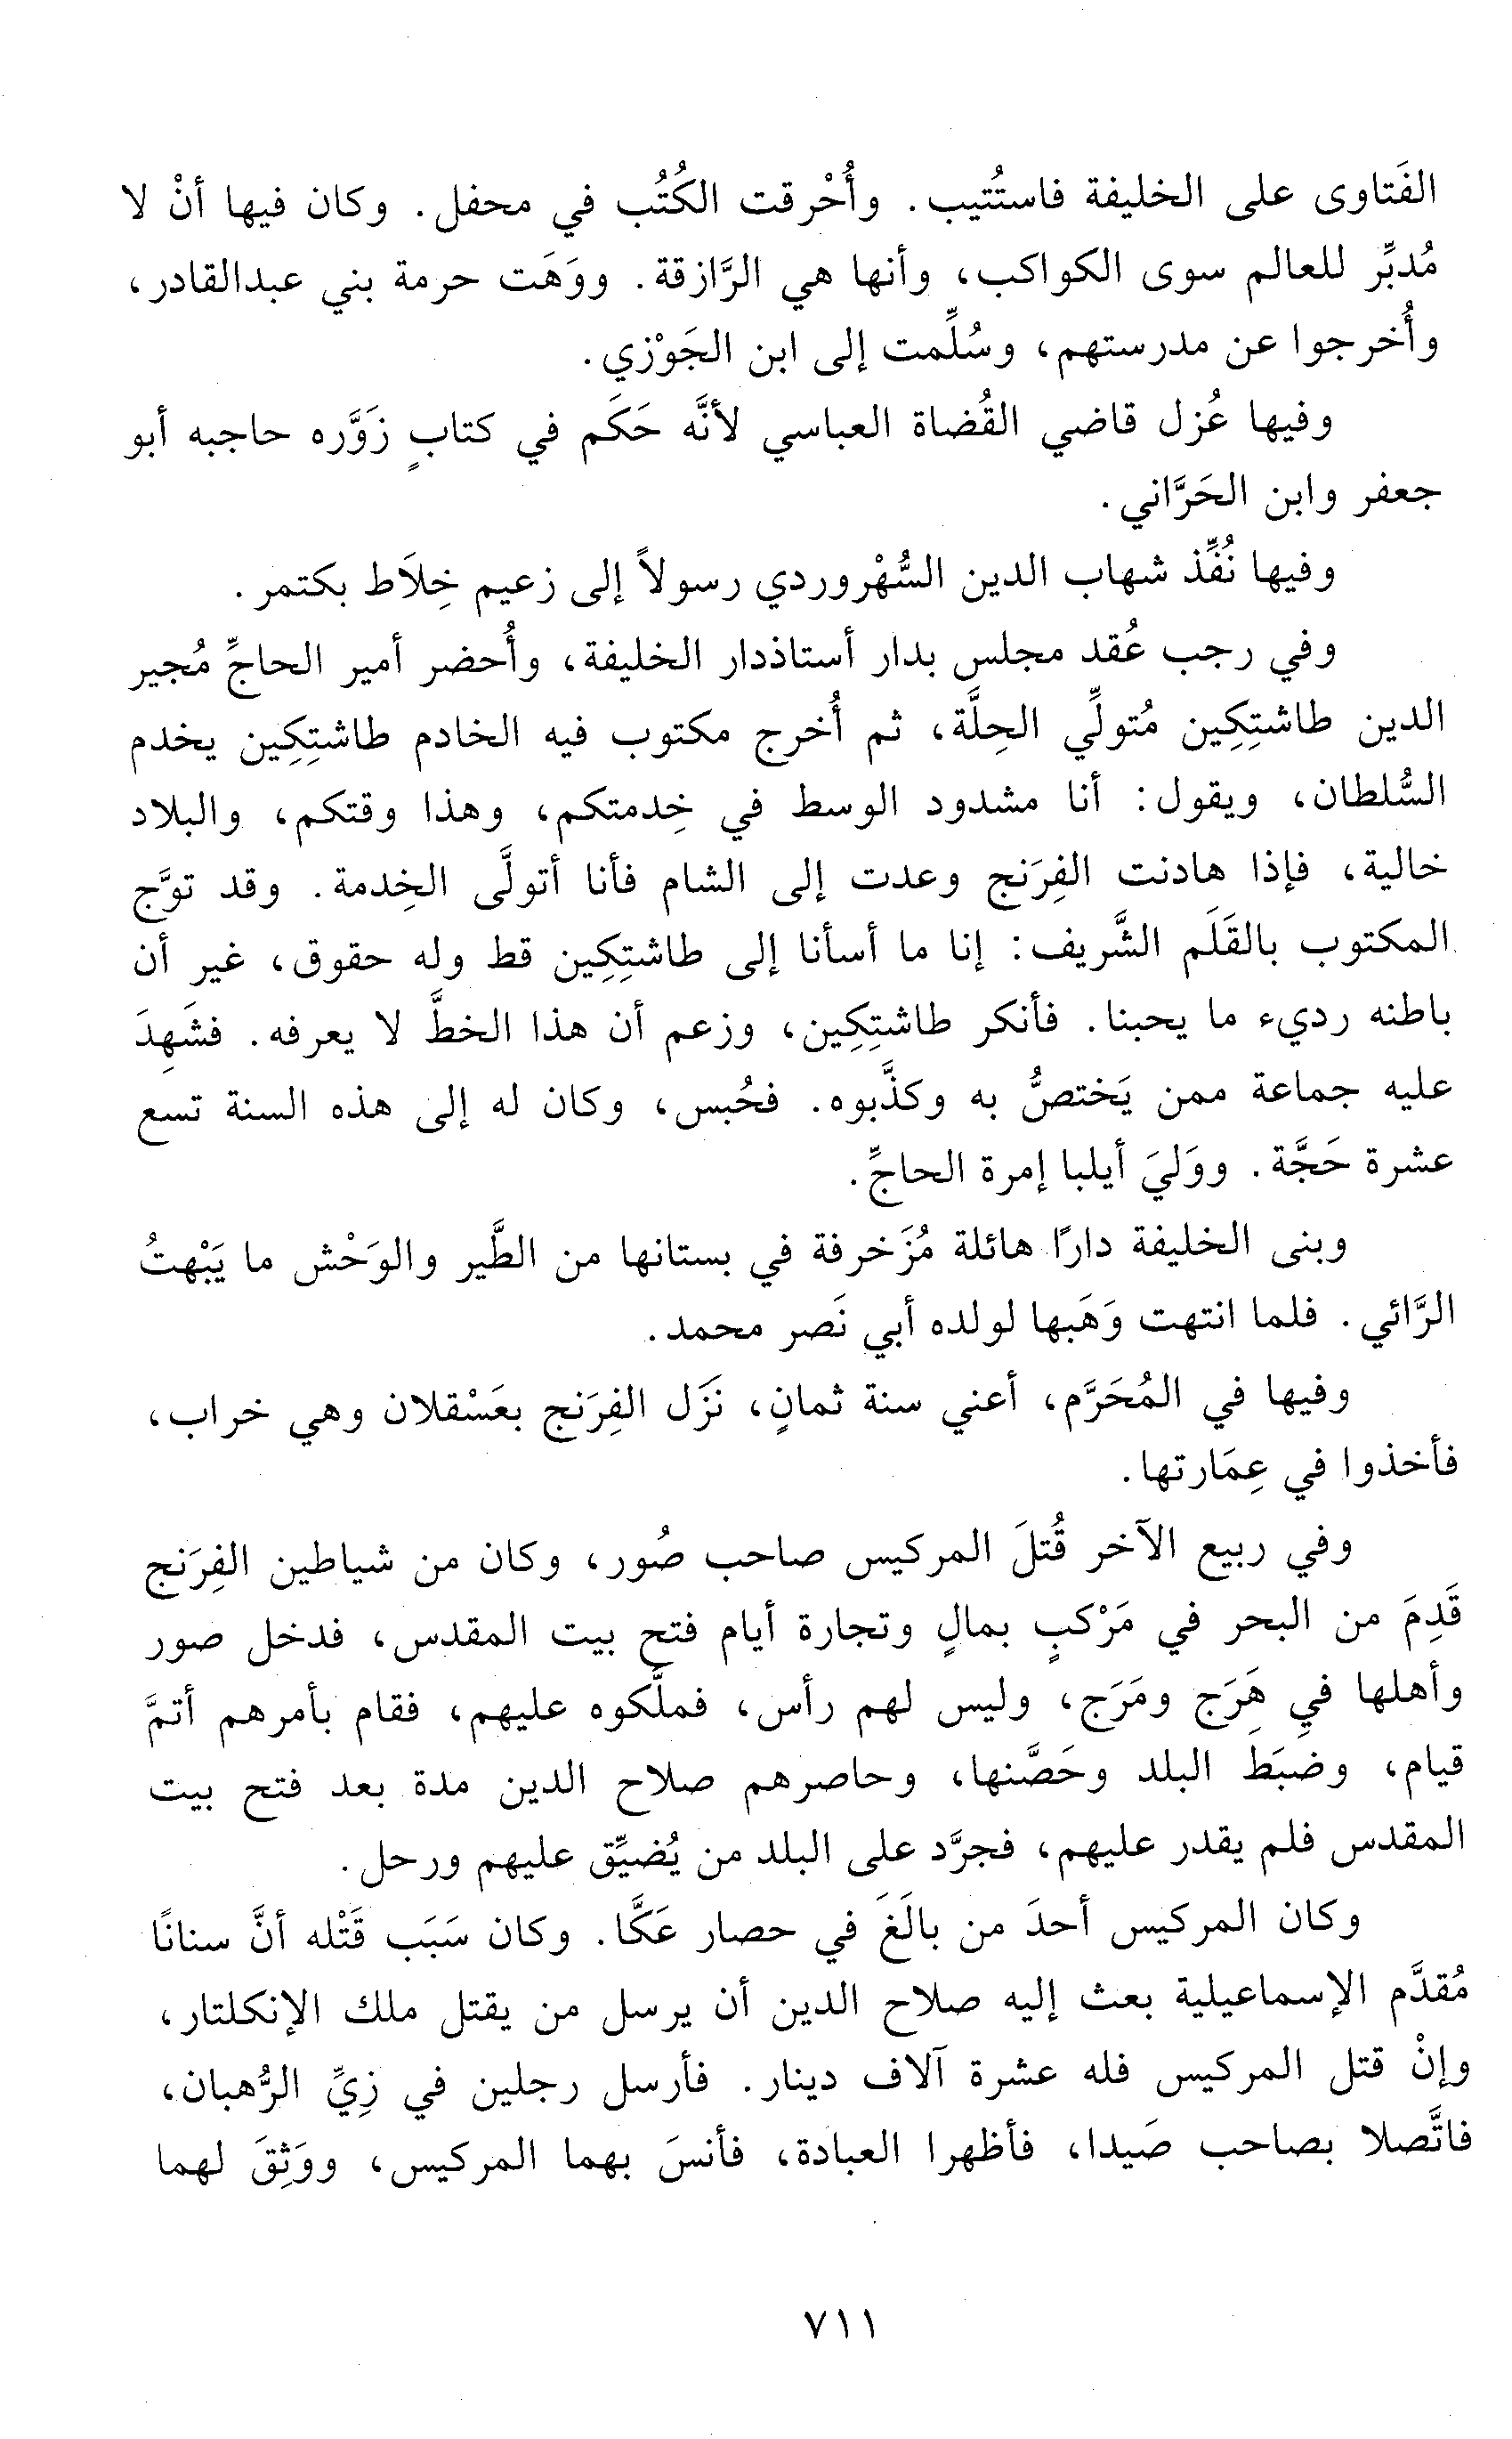 الفَتاوى على الخليفة فاستُتيب. وأُحْرقت الكُتُب في محفل. وكان فيها أنْ لا
مُدبِّر للعالم سوى الكواكب، وأنها هي الرَّازقة. ووَهَت حرمة بني عبدالقادر،
وأُخرجوا عن مدرستهم، وسُلِّمت إلى ابن الجَوْزي.
وفيها عُزل قاضي القُضاة العباسي لأنَّه حَكَم في كتابٍ زَوَّره حاجبه أبو
جعفر وابن الحَرَّاني.
وفيها نُفِّذ شهاب الدين السُّهْروردي رسولاً إلى زعيم خِلَاط بكتمر.
وفي رجب عُقد مجلس بدار أستاذدار الخليفة، وأُحضر أمير الحاجِّ مُجير
الدين طاشتِكِين مُتولِّي الحِلَّة، ثم أُخرج مكتوب فيه الخادم طاشتِكِين يخدم
السُّلطان، ويقول: أنا مشدود الوسط في خِدمتكم، وهذا وقتكم، والبلاد
خالية، فإذا هادنت الفِرَنج وعدت إلى الشام فأنا أتولَّى الخِدمة. وقد توَّج
المكتوب بالقَلَم الشَّريف: إنا ما أسأنا إلى طاشتِكِين قط وله حقوق، غير أن
باطنه رديء ما يحبنا. فأنكر طاشتِكِين، وزعم أن هذا الخطَّ لا يعرفه. فشَهِدَ
عليه جماعة ممن يَختصُّ به وكذَّبوه. فحُبس، وكان له إلى هذه السنة تسع
عشرة حَجَّة. ووَليَ أيلبا إمرة الحاجِّ.
وبنى الخليفة دارًا هائلة مُزَخرفة في بستانها من الطَّير والوَحْش ما يَبْهتُ
الرَّائي. فلما انتهت وَهَبها لولده أبي نَصر محمد.
وفيها في المُحَرَّم، أعني سنة ثمانٍ، نَزَل الفِرَنج بعَسْقلان وهي خراب،
فأخذوا في عِمَارتها.
وفي ربيع الآخر قُتلَ المركيس صاحب صُور، وكان من شياطين الفِرَنج
قَدِمَ من البحر في مَرْكبٍ بمالٍ وتجارة أيام فتح بيت المقدس، فدخل صور
وأهلها في هَرَج ومَرَج، وليس لهم رأس، فملَّكوه عليهم، فقام بأمرهم أتمَّ
قيام، وضبَطَ البلد وحَصَّنها، وحاصرهم صلاح الدين مدة بعد فتح بيت
المقدس فلم يقدر عليهم، فجرَّد على البلد من يُضيِّق عليهم ورحل.
وكان المركيس أحدَ من بالَغَ في حصار عَكَّا. وكان سَبَب قَتْله أنَّ سنانًا
مُقدَّم الإسماعيلية بعث إليه صلاح الدين أن يرسل من يقتل ملك الإنكلتار،
وإنْ قتل المركيس فله عشرة آلاف دينار. فأرسل رجلين في زِيِّ الرُّهبان،
فاتَّصلا بصاحب صَيدا، فأظهرا العبادة، فأنسَ بهما المركيس، ووَثِقَ لهما
٧١١